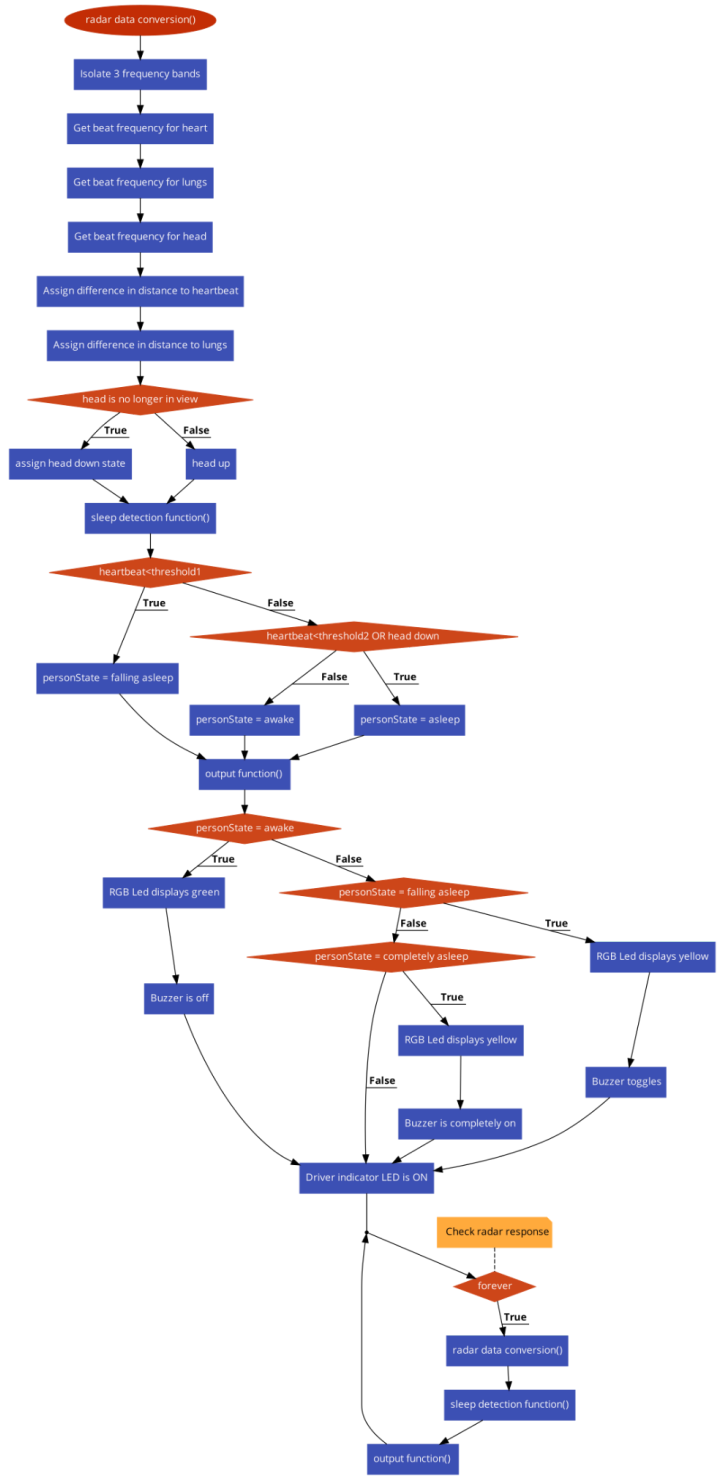 radar data conversion()
Isolate 3 frequency bands
Get beat frequency for heart
Get beat frequency for lungs
Get beat frequency for head
Assign difference in distance to heartbeat
Assign difference in distance to lungs
head is no longer in view
True
False
assign head down state
head up
sleep detection function()
heartbeat<threshold1
True
False
heartbeat<threshold2 OR head down
personState = falling asleep
False
True
personState = awake
personState = asleep
output function()
personState = awake
True
False
RGB Led displays green
personState = falling asleep
False
True
personState = completely asleep
RGB Led displays yellow
Buzzer is off
True
RGB Led displays yellow
False
Buzzer toggles
Buzzer is completely on
Driver indicator LED is ON
Check radar response
forever
True
radar data conversion()
sleep detection function()
output function()